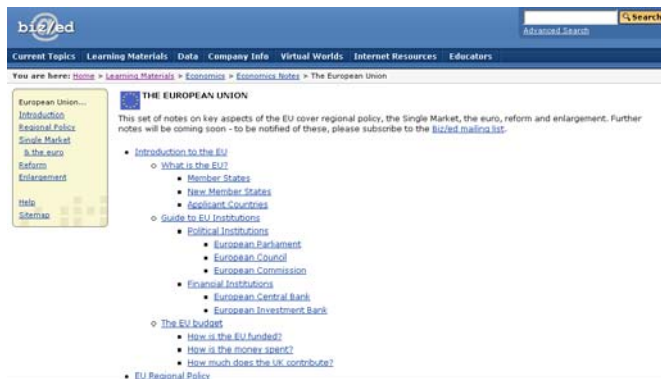 biz/ed
Search
Advanced Search
Current Topics Learning Materials Data Company Info Virtual Worlds Internet Resources Educators
You are here: Home > Learning Materials > Economics > Economics Notes > The European Union
European Union...
Introduction
Regional Policy
Single Market
& the euro
Reform
Enlargement
Help
Sitemap
THE EUROPEAN UNION
This set of notes on key aspects of the EU cover regional policy, the Single Market, the euro, reform and enlargement. Further
notes will be coming soon - to be notified of these, please subscribe to the Biz/ed mailing list.
Introduction to the EU
What is the EU?
Member States
New Member States
Applicant Countries
Guide to EU Institutions
Political Institutions
European Parliament
European Council
European Commission
Financial Institutions
European Central Bank
European Investment Bank
The EU budget
How is the EU funded?
How is the money spent?
How much does the UK contribute?
EU Regional Policy